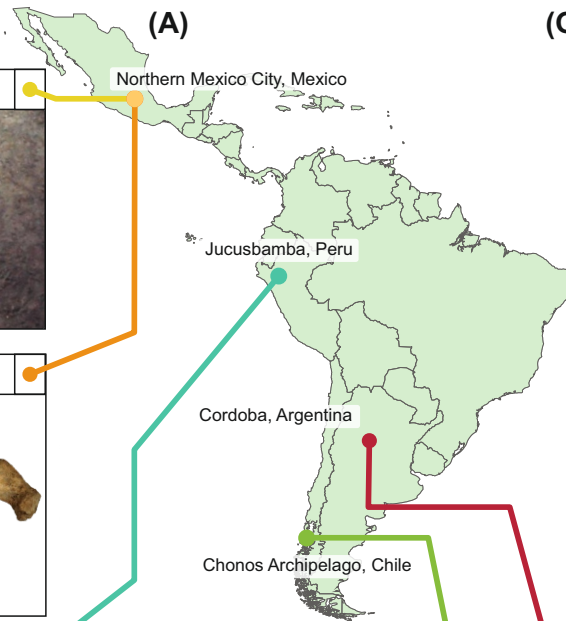 (A)
(C
Northern Mexico City, Mexico
Jucusbamba, Peru
Cordoba, Argentina
Chonos Archipelago, Chile